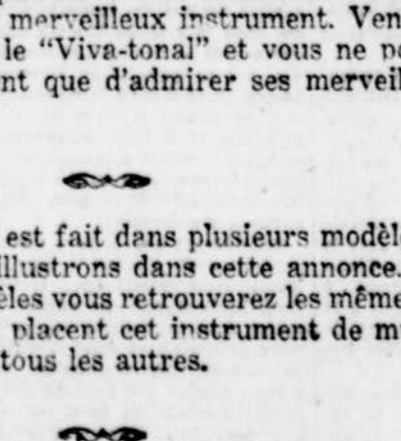 merveilleux instrument. Ven
le “Viva-tonal” et vous ne po
nt que d'admirer ses merveil
est fait dans plusieurs modèl
illustrons dans cette annonce.
èles vous retrouverez les même
placent cet instrument de m
tous les autres.